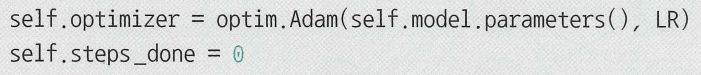 self.optimizer = optim.Adam(self.model.parameters(), LR)
self.steps_done = 0